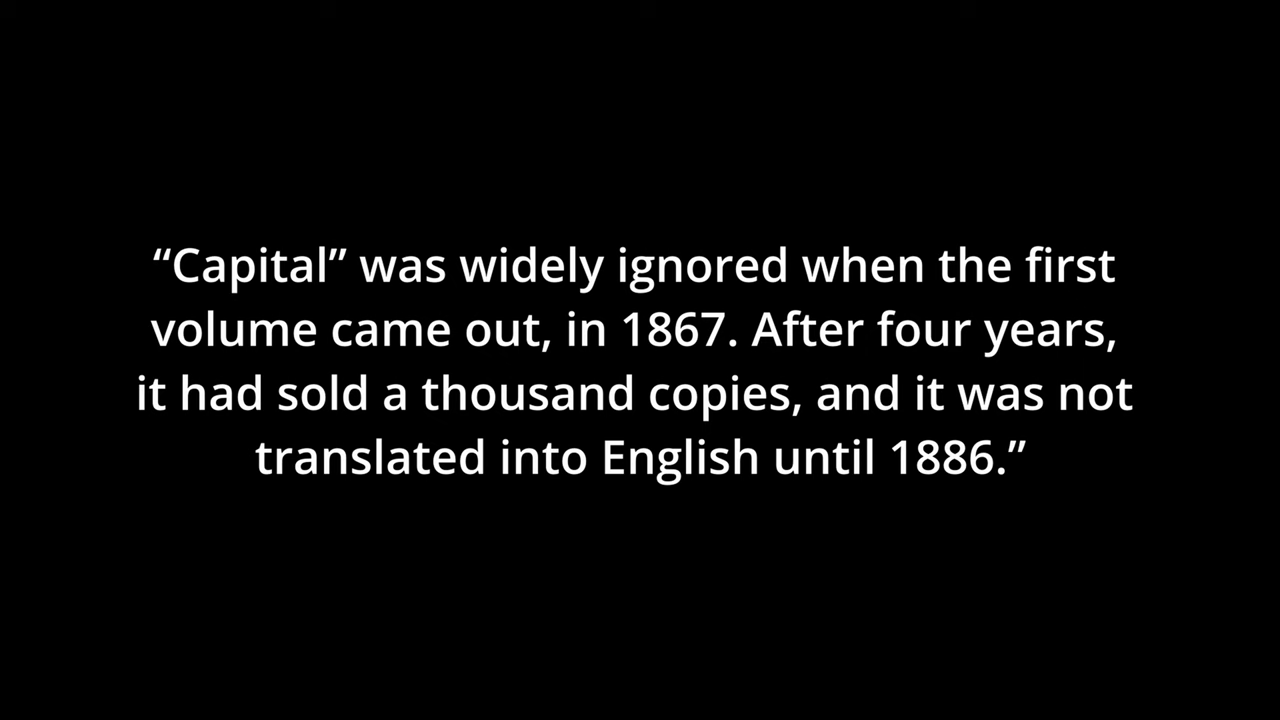 “Capital” was widely ignored when the first
volume came out, in 1867. After four years,
it had sold a thousand copies, and it was not
translated into English until 1886.”